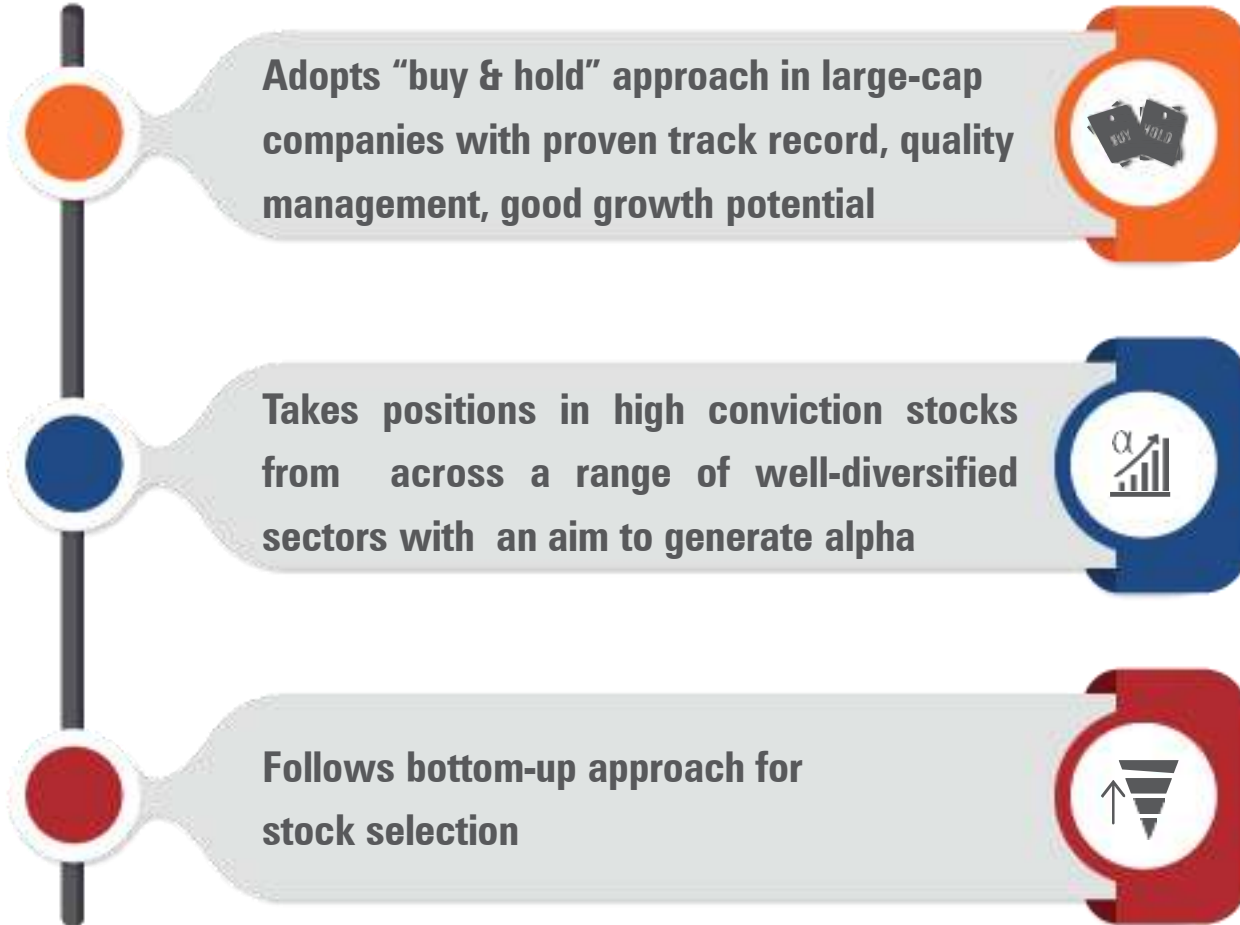 Adopts “buy & hold” approach in large-cap
companies with proven track record, quality
management, good growth potential
BUY HOLD
Takes positions in high conviction stocks
from across a range of well-diversified
sectors with an aim to generate alpha
α
Follows bottom-up approach for
stock selection